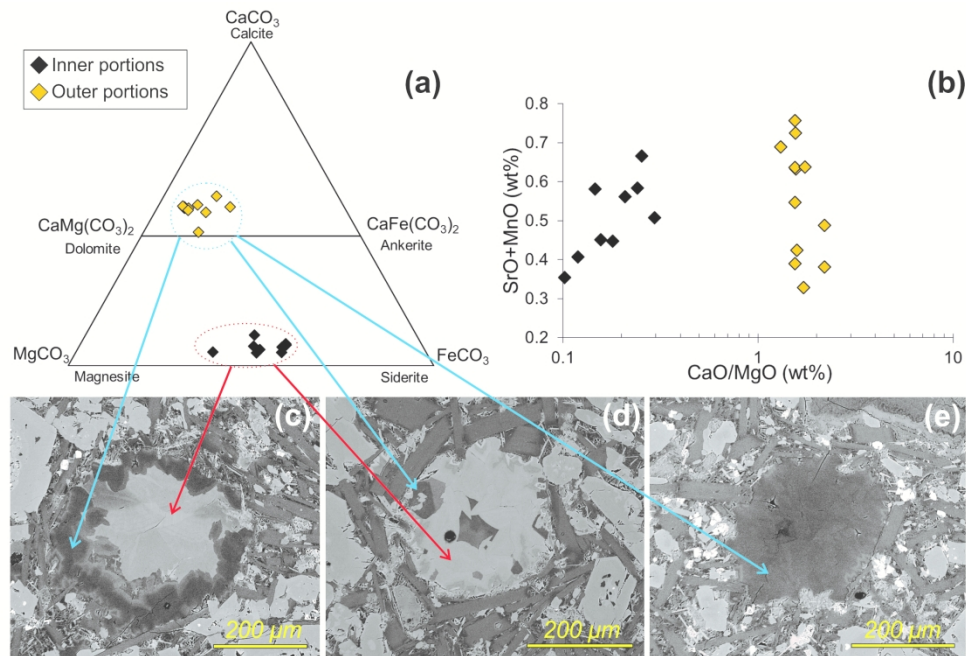 CaCO₃
Calcite
Inner portions
Outer portions
(a)
CaMg(CO₃)₂
Dolomite
CaFe(CO₃)₂
Ankerite
MgCO₃
Magnesite
FeCO₃
Siderite
(b)
SrO+MnO (wt%)
0.8
0.7
0.6
0.5
0.4
0.3
0.2
0.1
1
10
CaO/MgO (wt%)
(c)
200 µm
(d)
200 µm
(e)
200 µm